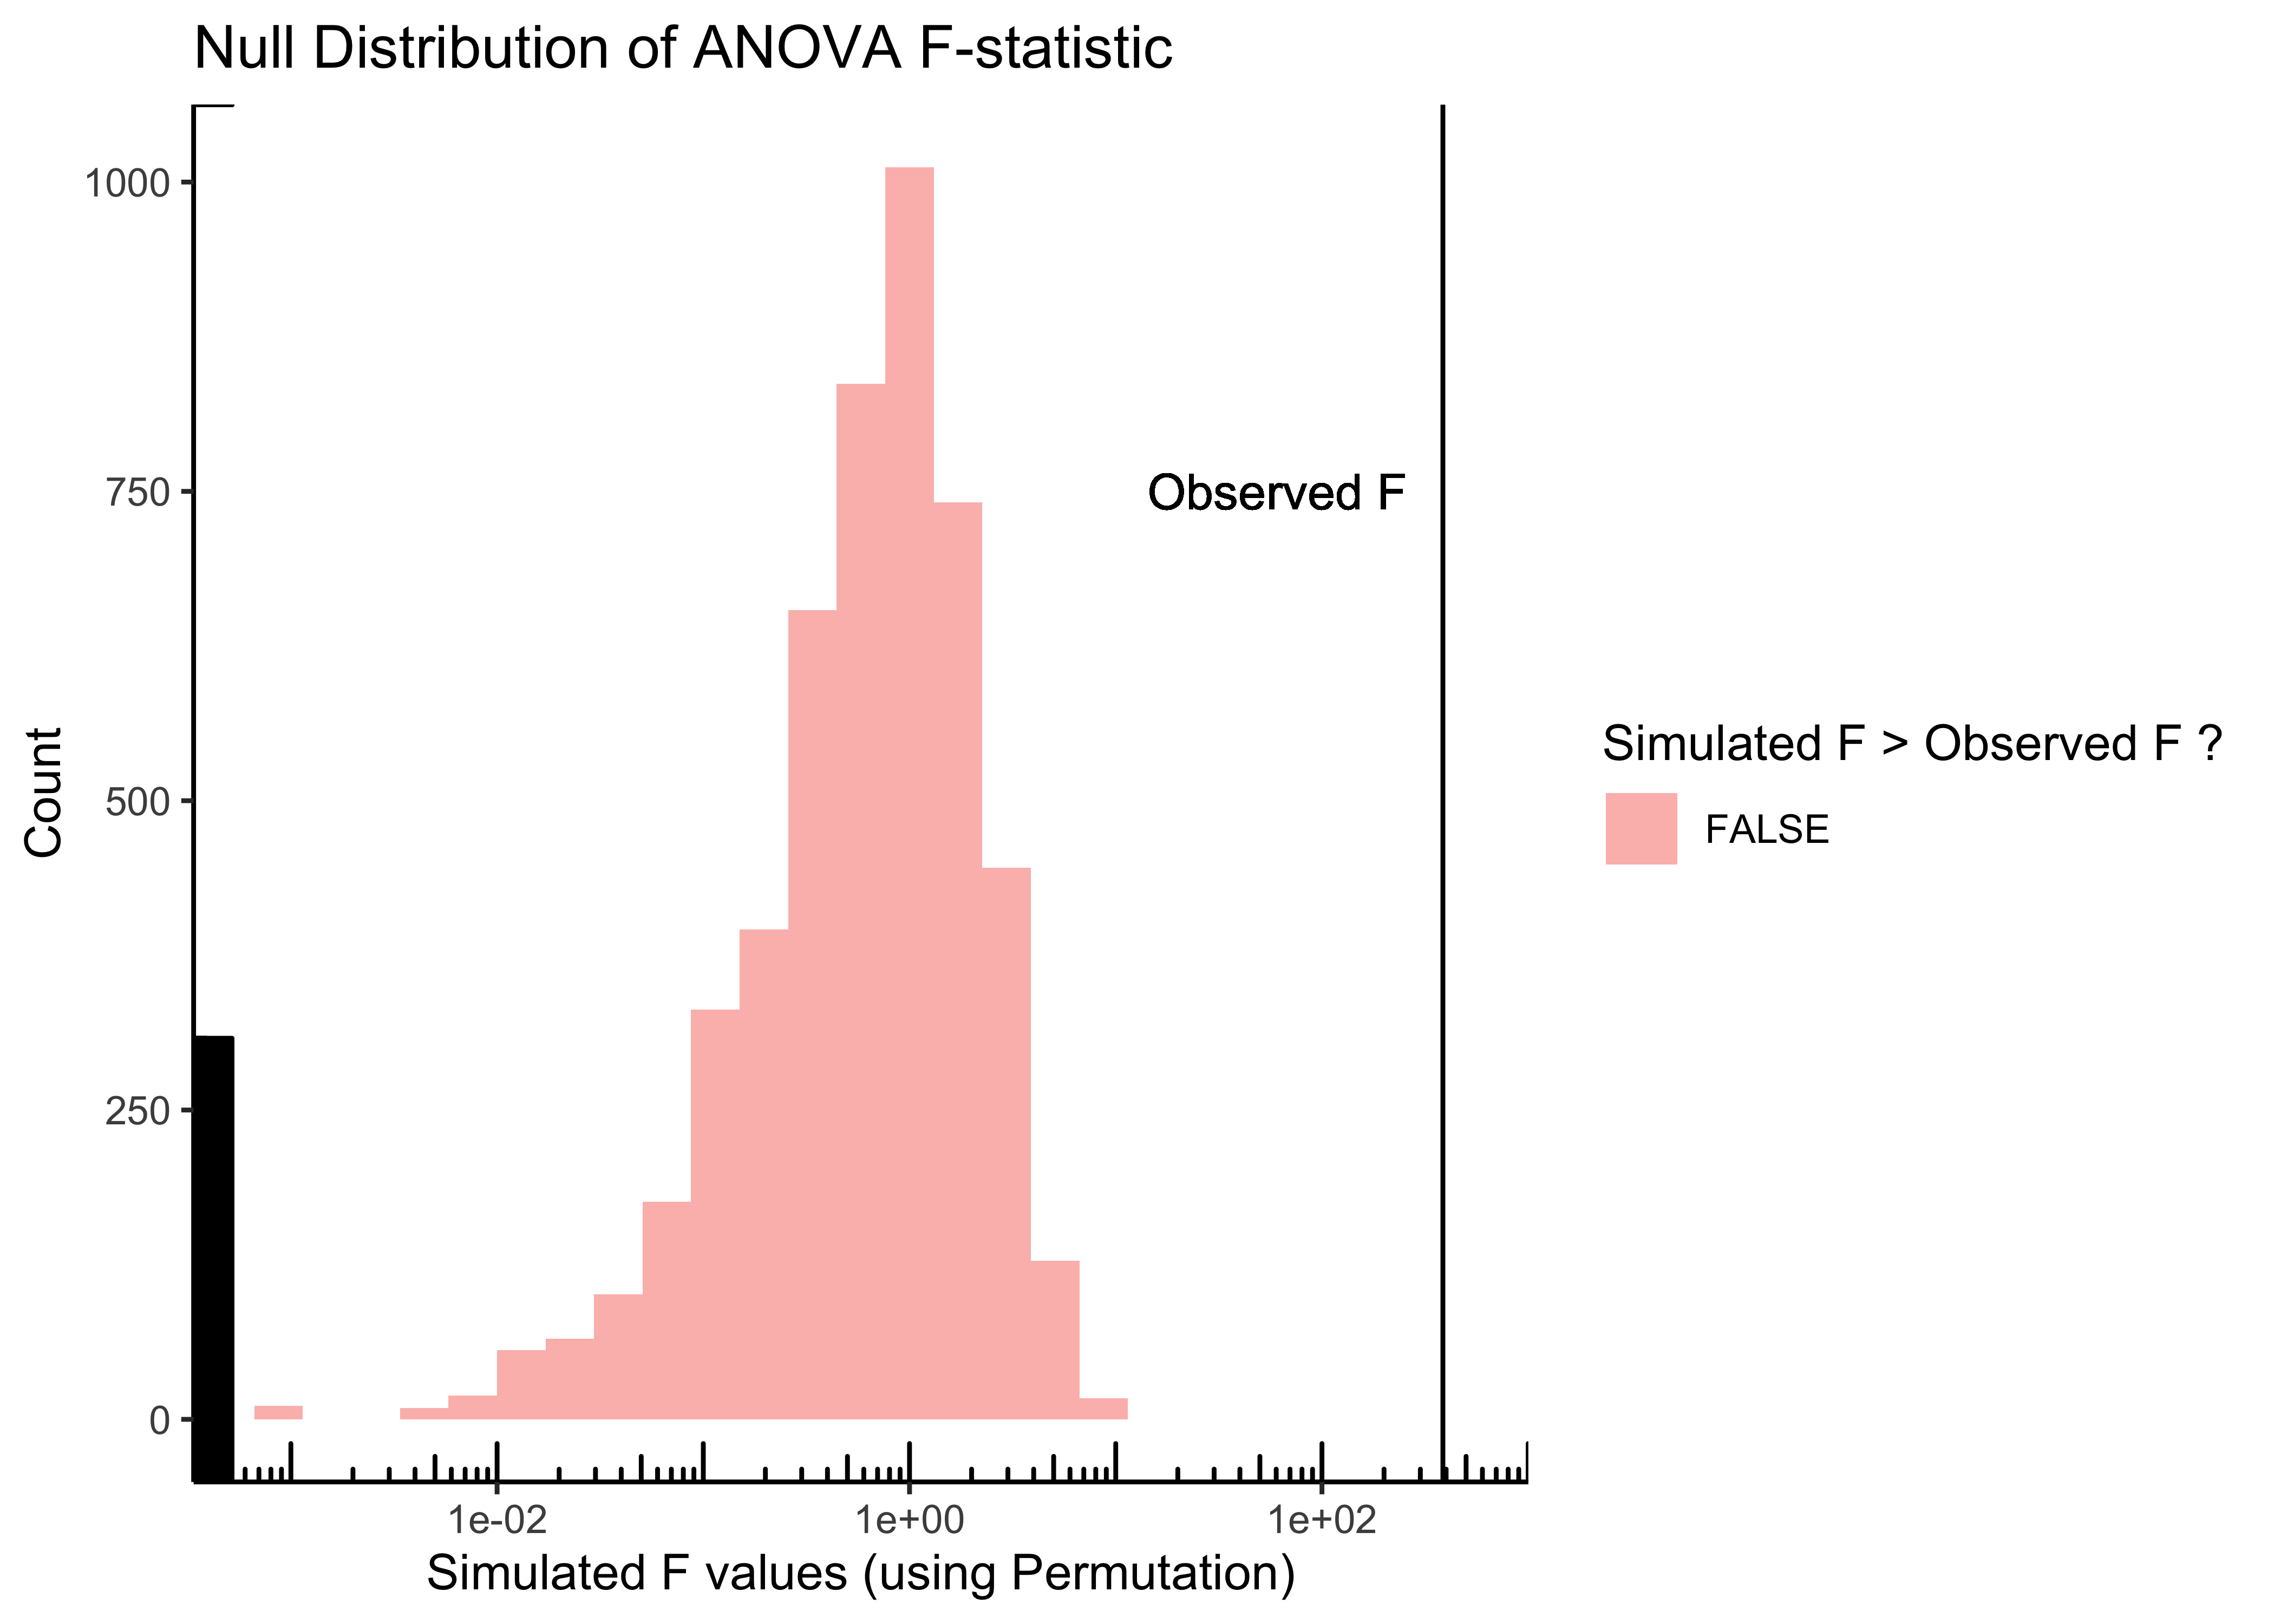 Null Distribution of ANOVA F-statistic
1000
750
500
250
0
Count
Observed F
Simulated F > Observed F ?
FALSE
1e-02
1e+00
1e+02
Simulated F values (using Permutation)